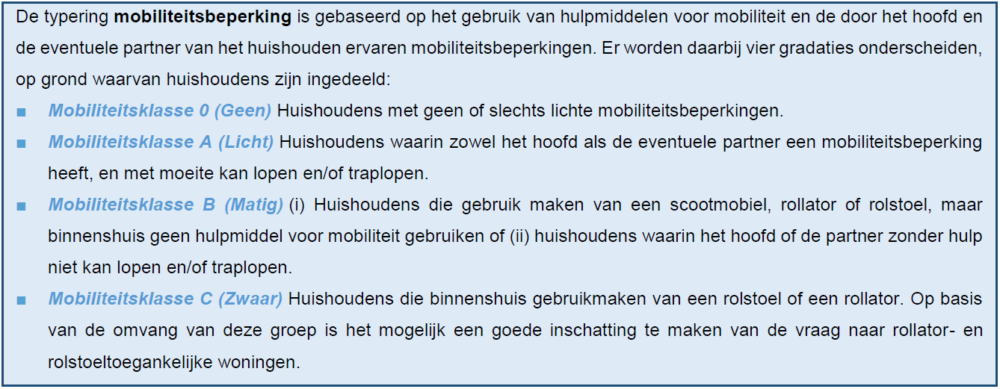 De typering mobiliteitsbeperking is gebaseerd op het gebruik van hulpmiddelen voor mobiliteit en de door het hoofd en
de eventuele partner van het huishouden ervaren mobiliteitsbeperkingen. Er worden daarbij vier gradaties onderscheiden,
op grond waarvan huishoudens zijn ingedeeld:
■ Mobiliteitsklasse 0 (Geen) Huishoudens met geen of slechts lichte mobiliteitsbeperkingen.
■ Mobiliteitsklasse A (Licht) Huishoudens waarin zowel het hoofd als de eventuele partner een mobiliteitsbeperking
heeft, en met moeite kan lopen en/of traplopen.
■ Mobiliteitsklasse B (Matig) (i) Huishoudens die gebruik maken van een scootmobiel, rollator of rolstoel, maar
binnenshuis geen hulpmiddel voor mobiliteit gebruiken of (ii) huishoudens waarin het hoofd of de partner zonder hulp
niet kan lopen en/of traplopen.
■ Mobiliteitsklasse C (Zwaar) Huishoudens die binnenshuis gebruikmaken van een rolstoel of een rollator. Op basis
van de omvang van deze groep is het mogelijk een goede inschatting te maken van de vraag naar rollator- en
rolstoeltoegankelijke woningen.